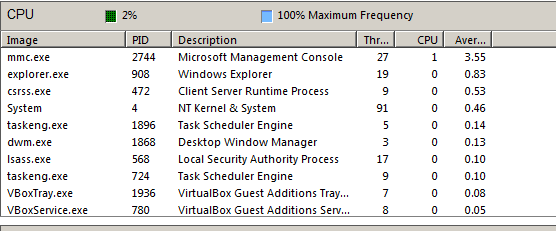 CPU 2% 100% Maximum Frequency
Image PID Description Thr... CPU Aver...
mmc.exe 2744 Microsoft Management Console 27 1 3.55
explorer.exe 908 Windows Explorer 19 0 0.83
csrss.exe 472 Client Server Runtime Process 9 0 0.53
System 4 NT Kernel & System 91 0 0.46
taskeng.exe 1896 Task Scheduler Engine 5 0 0.14
dwm.exe 1868 Desktop Window Manager 3 0 0.13
lsass.exe 568 Local Security Authority Process 17 0 0.10
taskeng.exe 724 Task Scheduler Engine 9 0 0.10
VBoxTray.exe 1936 VirtualBox Guest Additions Tray... 7 0 0.08
VBoxService.exe 780 VirtualBox Guest Additions Serv... 8 0 0.05